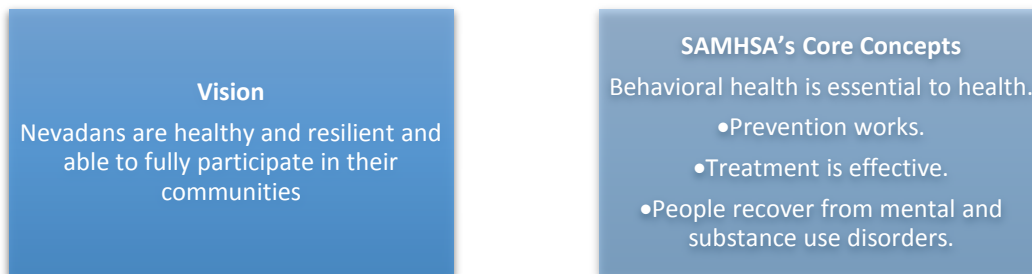 Vision
Nevadans are healthy and resilient and
able to fully participate in their
communities
SAMHSA’s Core Concepts
Behavioral health is essential to health.
•Prevention works.
•Treatment is effective.
•People recover from mental and
substance use disorders.